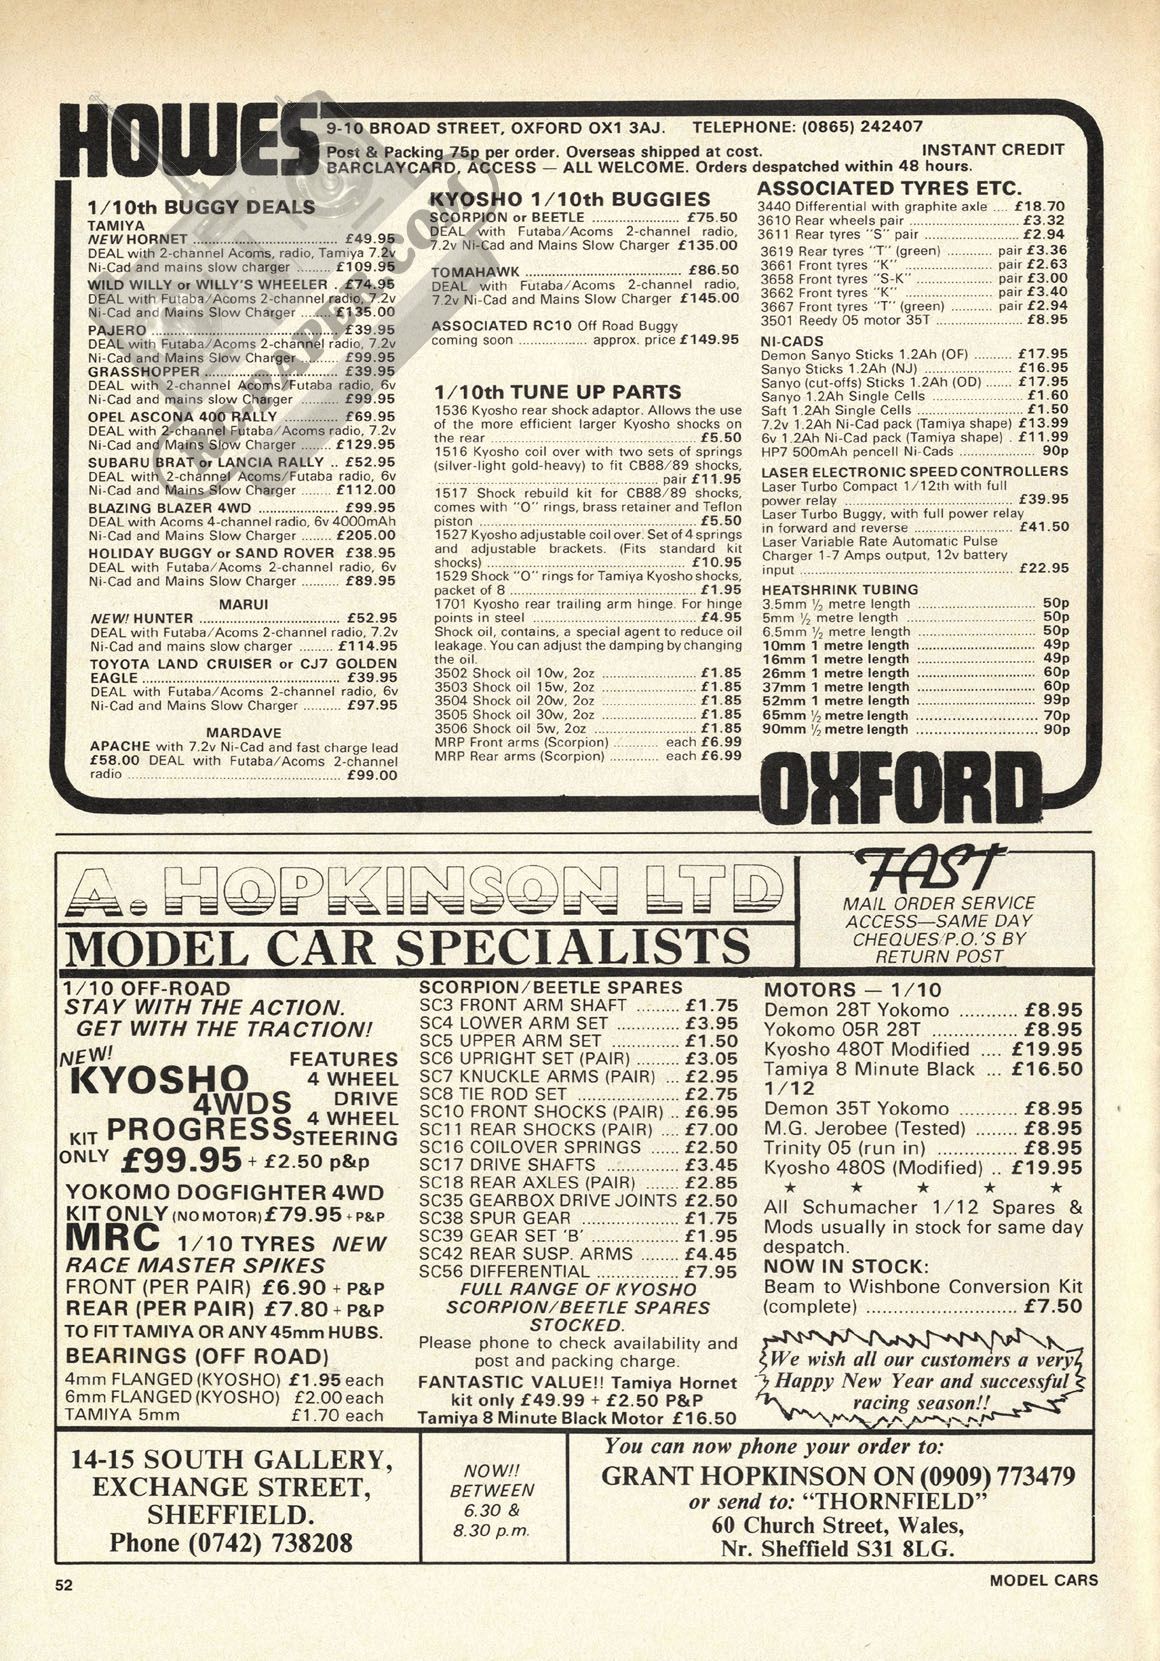 HOWES
9-10 BROAD STREET, OXFORD OX1 3AJ. TELEPHONE: (0865) 242407
Post & Packing 75p per order. Overseas shipped at cost. INSTANT CREDIT
BARCLAYCARD, ACCESS — ALL WELCOME. Orders despatched within 48 hours.
1/10th BUGGY DEALS
TAMIYA
NEW HORNET ........ £49.95
DEAL with 2-channel Acoms, radio, Tamiya 7.2v
Ni-Cad and mains slow charger ........ £109.95
WILD WILLY or WILLY'S WHEELER . £74.95
DEAL with Futaba/Acoms 2-channel radio, 7.2v
Ni-Cad and Mains Slow Charger ........ £135.00
PAJERO ........ £39.95
DEAL with Futaba/Acoms 2-channel radio, 7.2v
Ni-Cad and Mains Slow Charger ........ £99.95
GRASSHOPPER ........ £39.95
DEAL with 2-channel Acoms/Futaba radio, 6v
Ni-Cad and mains Slow Charger ........ £99.95
OPEL ASCONA 400 RALLY ........ £69.95
DEAL with 2-channel Futaba/Acoms radio, 7.2v
Ni-Cad and Mains Slow Charger ........ £129.95
SUBARU BRAT or LANCIA RALLY .. £52.95
DEAL with 2-channel Acoms/Futaba radio, 6v
Ni-Cad and Mains Slow Charger ........ £112.00
BLAZING BLAZER 4WD ........ £99.95
DEAL with Acoms 4-channel radio, 6v 4000mAh
Ni-Cad and Mains Slow Charger ........ £205.00
HOLIDAY BUGGY or SAND ROVER £38.95
DEAL with Futaba/Acoms 2-channel radio, 6v
Ni-Cad and Mains Slow Charger ........ £89.95
MARUI
NEW! HUNTER ........ £52.95
DEAL with Futaba/Acoms 2-channel radio, 7.2v
Ni-Cad and mains slow charger ........ £114.95
TOYOTA LAND CRUISER or CJ7 GOLDEN
EAGLE ........ £39.95
DEAL with Futaba/Acoms 2-channel radio, 6v
Ni-Cad and Mains Slow Charger ........ £97.95
MARDAVE
APACHE with 7.2v Ni-Cad and fast charge lead
£58.00 DEAL with Futaba/Acoms 2-channel
radio ........ £99.00
KYOSHO 1/10th BUGGIES
SCORPION or BEETLE ........ £75.50
DEAL with Futaba/Acoms 2-channel radio,
7.2v Ni-Cad and Mains Slow Charger £135.00
TOMAHAWK ........ £86.50
DEAL with Futaba/Acoms 2-channel radio,
7.2v Ni-Cad and Mains Slow Charger £145.00
ASSOCIATED RC10 Off Road Buggy
coming soon ........ approx. price £149.95
1/10th TUNE UP PARTS
1536 Kyosho rear shock adaptor. Allows the use
of the more efficient larger Kyosho shocks on
the rear ........ £5.50
1516 Kyosho coil over with two sets of springs
(silver-light gold-heavy) to fit CB88/89 shocks,
........ pair £11.95
1517 Shock rebuild kit for CB88/89 shocks,
comes with "O" rings, brass retainer and Teflon
piston ........ £5.50
1527 Kyosho adjustable coil over. Set of 4 springs
and adjustable brackets. (Fits standard kit
shocks) ........ £10.95
1529 Shock "O" rings for Tamiya Kyosho shocks,
packet of 8 ........ £1.95
1701 Kyosho rear trailing arm hinge. For hinge
points in steel ........ £4.95
Shock oil, contains, a special agent to reduce oil
leakage. You can adjust the damping by changing
the oil.
3502 Shock oil 10w, 2oz ........ £1.85
3503 Shock oil 15w, 2oz ........ £1.85
3504 Shock oil 20w, 2oz ........ £1.85
3505 Shock oil 30w, 2oz ........ £1.85
3506 Shock oil 5w, 2oz ........ £1.85
MRP Front arms (Scorpion) ........ each £6.99
MRP Rear arms (Scorpion) ........ each £6.99
ASSOCIATED TYRES ETC.
3440 Differential with graphite axle .... £18.70
3610 Rear wheels pair ........ £3.32
3611 Rear tyres "S" pair ........ £2.94
3619 Rear tyres "T" (green) ........ pair £3.36
3661 Front tyres "K" ........ pair £2.63
3658 Front tyres "S-K" ........ pair £3.00
3662 Front tyres "K" ........ pair £3.40
3667 Front tyres "T" (green) ........ pair £2.94
3501 Reedy 05 motor 35T ........ £8.95
NI-CADS
Demon Sanyo Sticks 1.2Ah (OF) ........ £17.95
Sanyo Sticks 1.2Ah (NJ) ........ £16.95
Sanyo (cut-offs) Sticks 1.2Ah (OD) ...... £17.95
Sanyo 1.2Ah Single Cells ........ £1.60
Saft 1.2Ah Single Cells ........ £1.50
7.2v 1.2Ah Ni-Cad pack (Tamiya shape) £13.99
6v 1.2Ah Ni-Cad pack (Tamiya shape) . £11.99
HP7 500mAh pencell Ni-Cads ........ 90p
LASER ELECTRONIC SPEED CONTROLLERS
Laser Turbo Compact 1/12th with full
power relay ........ £39.95
Laser Turbo Buggy, with full power relay
in forward and reverse ........ £41.50
Laser Variable Rate Automatic Pulse
Charger 1-7 Amps output, 12v battery
input ........ £22.95
HEATSHRINK TUBING
3.5mm ½ metre length ........ 50p
5mm ½ metre length ........ 50p
6.5mm ½ metre length ........ 50p
10mm 1 metre length ........ 49p
16mm 1 metre length ........ 49p
26mm 1 metre length ........ 60p
37mm 1 metre length ........ 60p
52mm 1 metre length ........ 99p
65mm ½ metre length ........ 70p
90mm ½ metre length ........ 90p
OXFORD
RCPAPER.COM
A. HOPKINSON LTD
MODEL CAR SPECIALISTS
FAST
MAIL ORDER SERVICE
ACCESS—SAME DAY
CHEQUES/P.O.'S BY
RETURN POST
1/10 OFF-ROAD
STAY WITH THE ACTION.
GET WITH THE TRACTION!
NEW!
KYOSHO
4WDS
KIT PROGRESS
ONLY £99.95 + £2.50 p&p
FEATURES
4 WHEEL
DRIVE
4 WHEEL
STEERING
YOKOMO DOGFIGHTER 4WD
KIT ONLY (NO MOTOR) £79.95 + P&P
MRC 1/10 TYRES NEW
RACE MASTER SPIKES
FRONT (PER PAIR) £6.90 + P&P
REAR (PER PAIR) £7.80 + P&P
TO FIT TAMIYA OR ANY 45mm HUBS.
BEARINGS (OFF ROAD)
4mm FLANGED (KYOSHO) £1.95 each
6mm FLANGED (KYOSHO) £2.00 each
TAMIYA 5mm £1.70 each
SCORPION/BEETLE SPARES
SC3 FRONT ARM SHAFT ........ £1.75
SC4 LOWER ARM SET ........ £3.95
SC5 UPPER ARM SET ........ £1.50
SC6 UPRIGHT SET (PAIR) ........ £3.05
SC7 KNUCKLE ARMS (PAIR) ... £2.95
SC8 TIE ROD SET ........ £2.75
SC10 FRONT SHOCKS (PAIR) .. £6.95
SC11 REAR SHOCKS (PAIR) .... £7.00
SC16 COILOVER SPRINGS ...... £2.50
SC17 DRIVE SHAFTS ........ £3.45
SC18 REAR AXLES (PAIR) ...... £2.85
SC35 GEARBOX DRIVE JOINTS £2.50
SC38 SPUR GEAR ........ £1.75
SC39 GEAR SET 'B' ........ £1.95
SC42 REAR SUSP. ARMS ....... £4.45
SC56 DIFFERENTIAL ........ £7.95
FULL RANGE OF KYOSHO
SCORPION/BEETLE SPARES
STOCKED.
Please phone to check availability and
post and packing charge.
FANTASTIC VALUE!! Tamiya Hornet
kit only £49.99 + £2.50 P&P
Tamiya 8 Minute Black Motor £16.50
MOTORS — 1/10
Demon 28T Yokomo .......... £8.95
Yokomo 05R 28T ........ £8.95
Kyosho 480T Modified .... £19.95
Tamiya 8 Minute Black ... £16.50
1/12
Demon 35T Yokomo .......... £8.95
M.G. Jerobee (Tested) ........ £8.95
Trinity 05 (run in) ........ £8.95
Kyosho 480S (Modified) .. £19.95
★ ★ ★ ★ ★
All Schumacher 1/12 Spares &
Mods usually in stock for same day
despatch.
NOW IN STOCK:
Beam to Wishbone Conversion Kit
(complete) ........ £7.50
We wish all our customers a very
Happy New Year and successful
racing season!!
14-15 SOUTH GALLERY,
EXCHANGE STREET,
SHEFFIELD.
Phone (0742) 738208
NOW!!
BETWEEN
6.30 &
8.30 p.m.
You can now phone your order to:
GRANT HOPKINSON ON (0909) 773479
or send to: "THORNFIELD"
60 Church Street, Wales,
Nr. Sheffield S31 8LG.
52
MODEL CARS